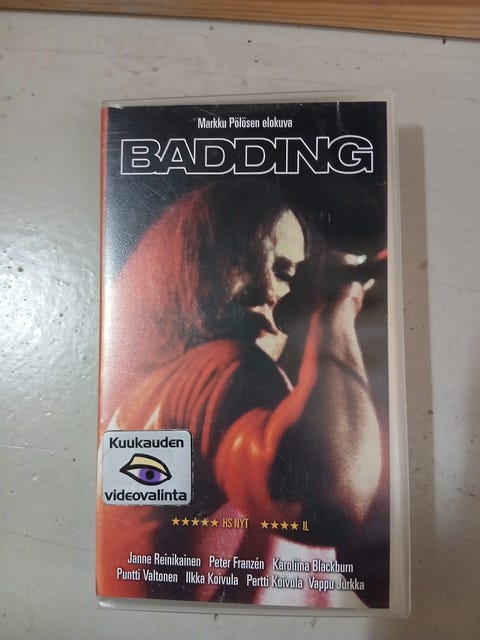 Markku Pölösen elokuva
BADDING
Kuukauden
videovalinta
★★★★★ HS NYT ★★★★ IL
Janne Reinikainen Peter Franzén Karoliina Blackburn
Puntti Valtonen Ilkka Koivula Pertti Koivula Vappu Jurkka